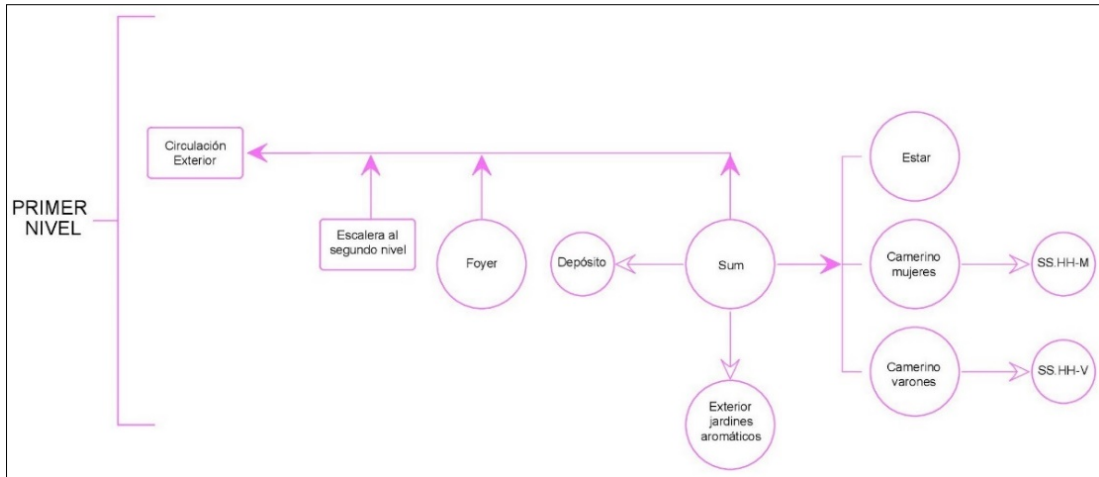 PRIMER
NIVEL
Circulación
Exterior
Escalera al
segundo nivel
Foyer
Depósito
Sum
Exterior
jardines
aromáticos
Estar
Camerino
mujeres
SS.HH-M
Camerino
varones
SS.HH-V